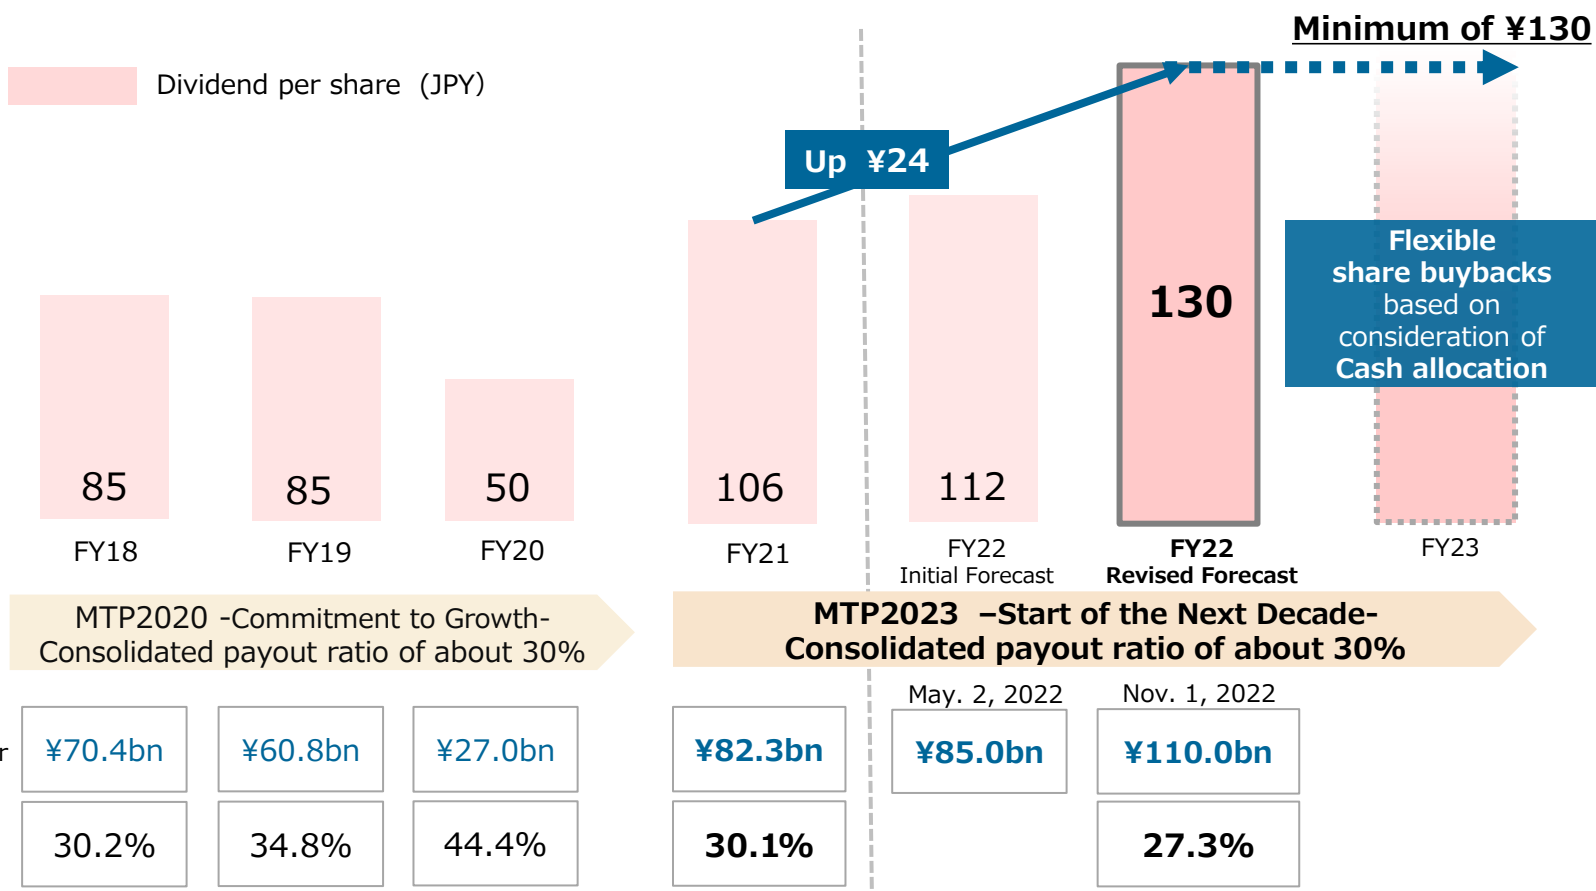 Minimum of ¥130
Dividend per share (JPY)
Up ¥24
Flexible
share buybacks
based on
consideration of
Cash allocation
85
85
50
106
112
130
FY18
FY19
FY20
FY21
FY22
Initial Forecast
FY22
Revised Forecast
FY23
MTP2020 -Commitment to Growth-
Consolidated payout ratio of about 30%
MTP2023 –Start of the Next Decade-
Consolidated payout ratio of about 30%
May. 2, 2022
Nov. 1, 2022
r
¥70.4bn
¥60.8bn
¥27.0bn
¥82.3bn
¥85.0bn
¥110.0bn
30.2%
34.8%
44.4%
30.1%
27.3%